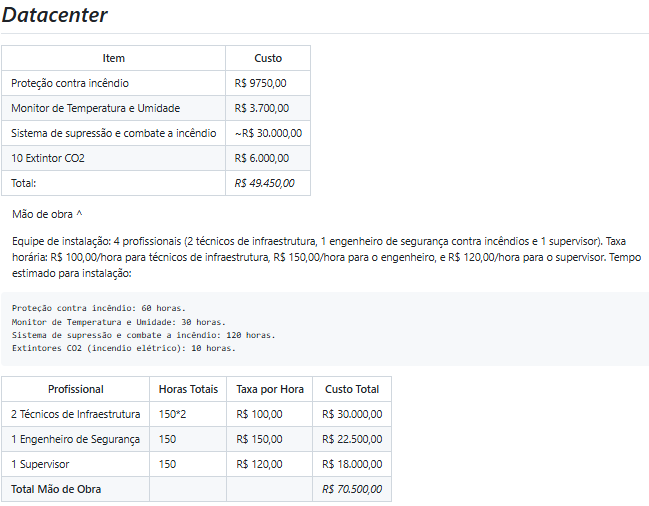 Datacenter
Item Custo
Proteção contra incêndio R$ 9750,00
Monitor de Temperatura e Umidade R$ 3.700,00
Sistema de supressão e combate a incêndio ~R$ 30.000,00
10 Extintor CO2 R$ 6.000,00
Total: R$ 49.450,00
Mão de obra ^
Equipe de instalação: 4 profissionais (2 técnicos de infraestrutura, 1 engenheiro de segurança contra incêndios e 1 supervisor). Taxa
horária: R$ 100,00/hora para técnicos de infraestrutura, R$ 150,00/hora para o engenheiro, e R$ 120,00/hora para o supervisor. Tempo
estimado para instalação:
Proteção contra incêndio: 60 horas.
Monitor de Temperatura e Umidade: 30 horas.
Sistema de supressão e combate a incêndio: 120 horas.
Extintores CO2 (incendio elétrico): 10 horas.
Profissional Horas Totais Taxa por Hora Custo Total
2 Técnicos de Infraestrutura 150*2 R$ 100,00 R$ 30.000,00
1 Engenheiro de Segurança 150 R$ 150,00 R$ 22.500,00
1 Supervisor 150 R$ 120,00 R$ 18.000,00
Total Mão de Obra R$ 70.500,00